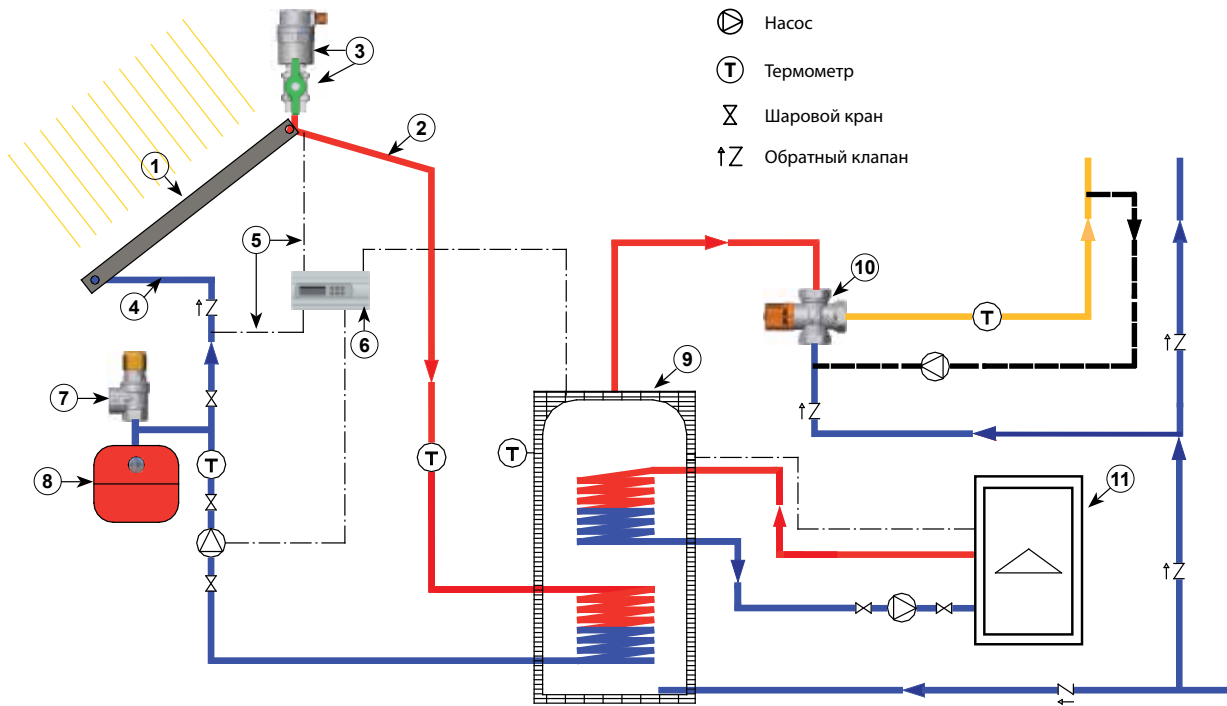 Насос
T
Термометр
Шаровой кран
Обратный клапан
3
2
1
5
10
4
6
T
9
7
T
T
T
8
11